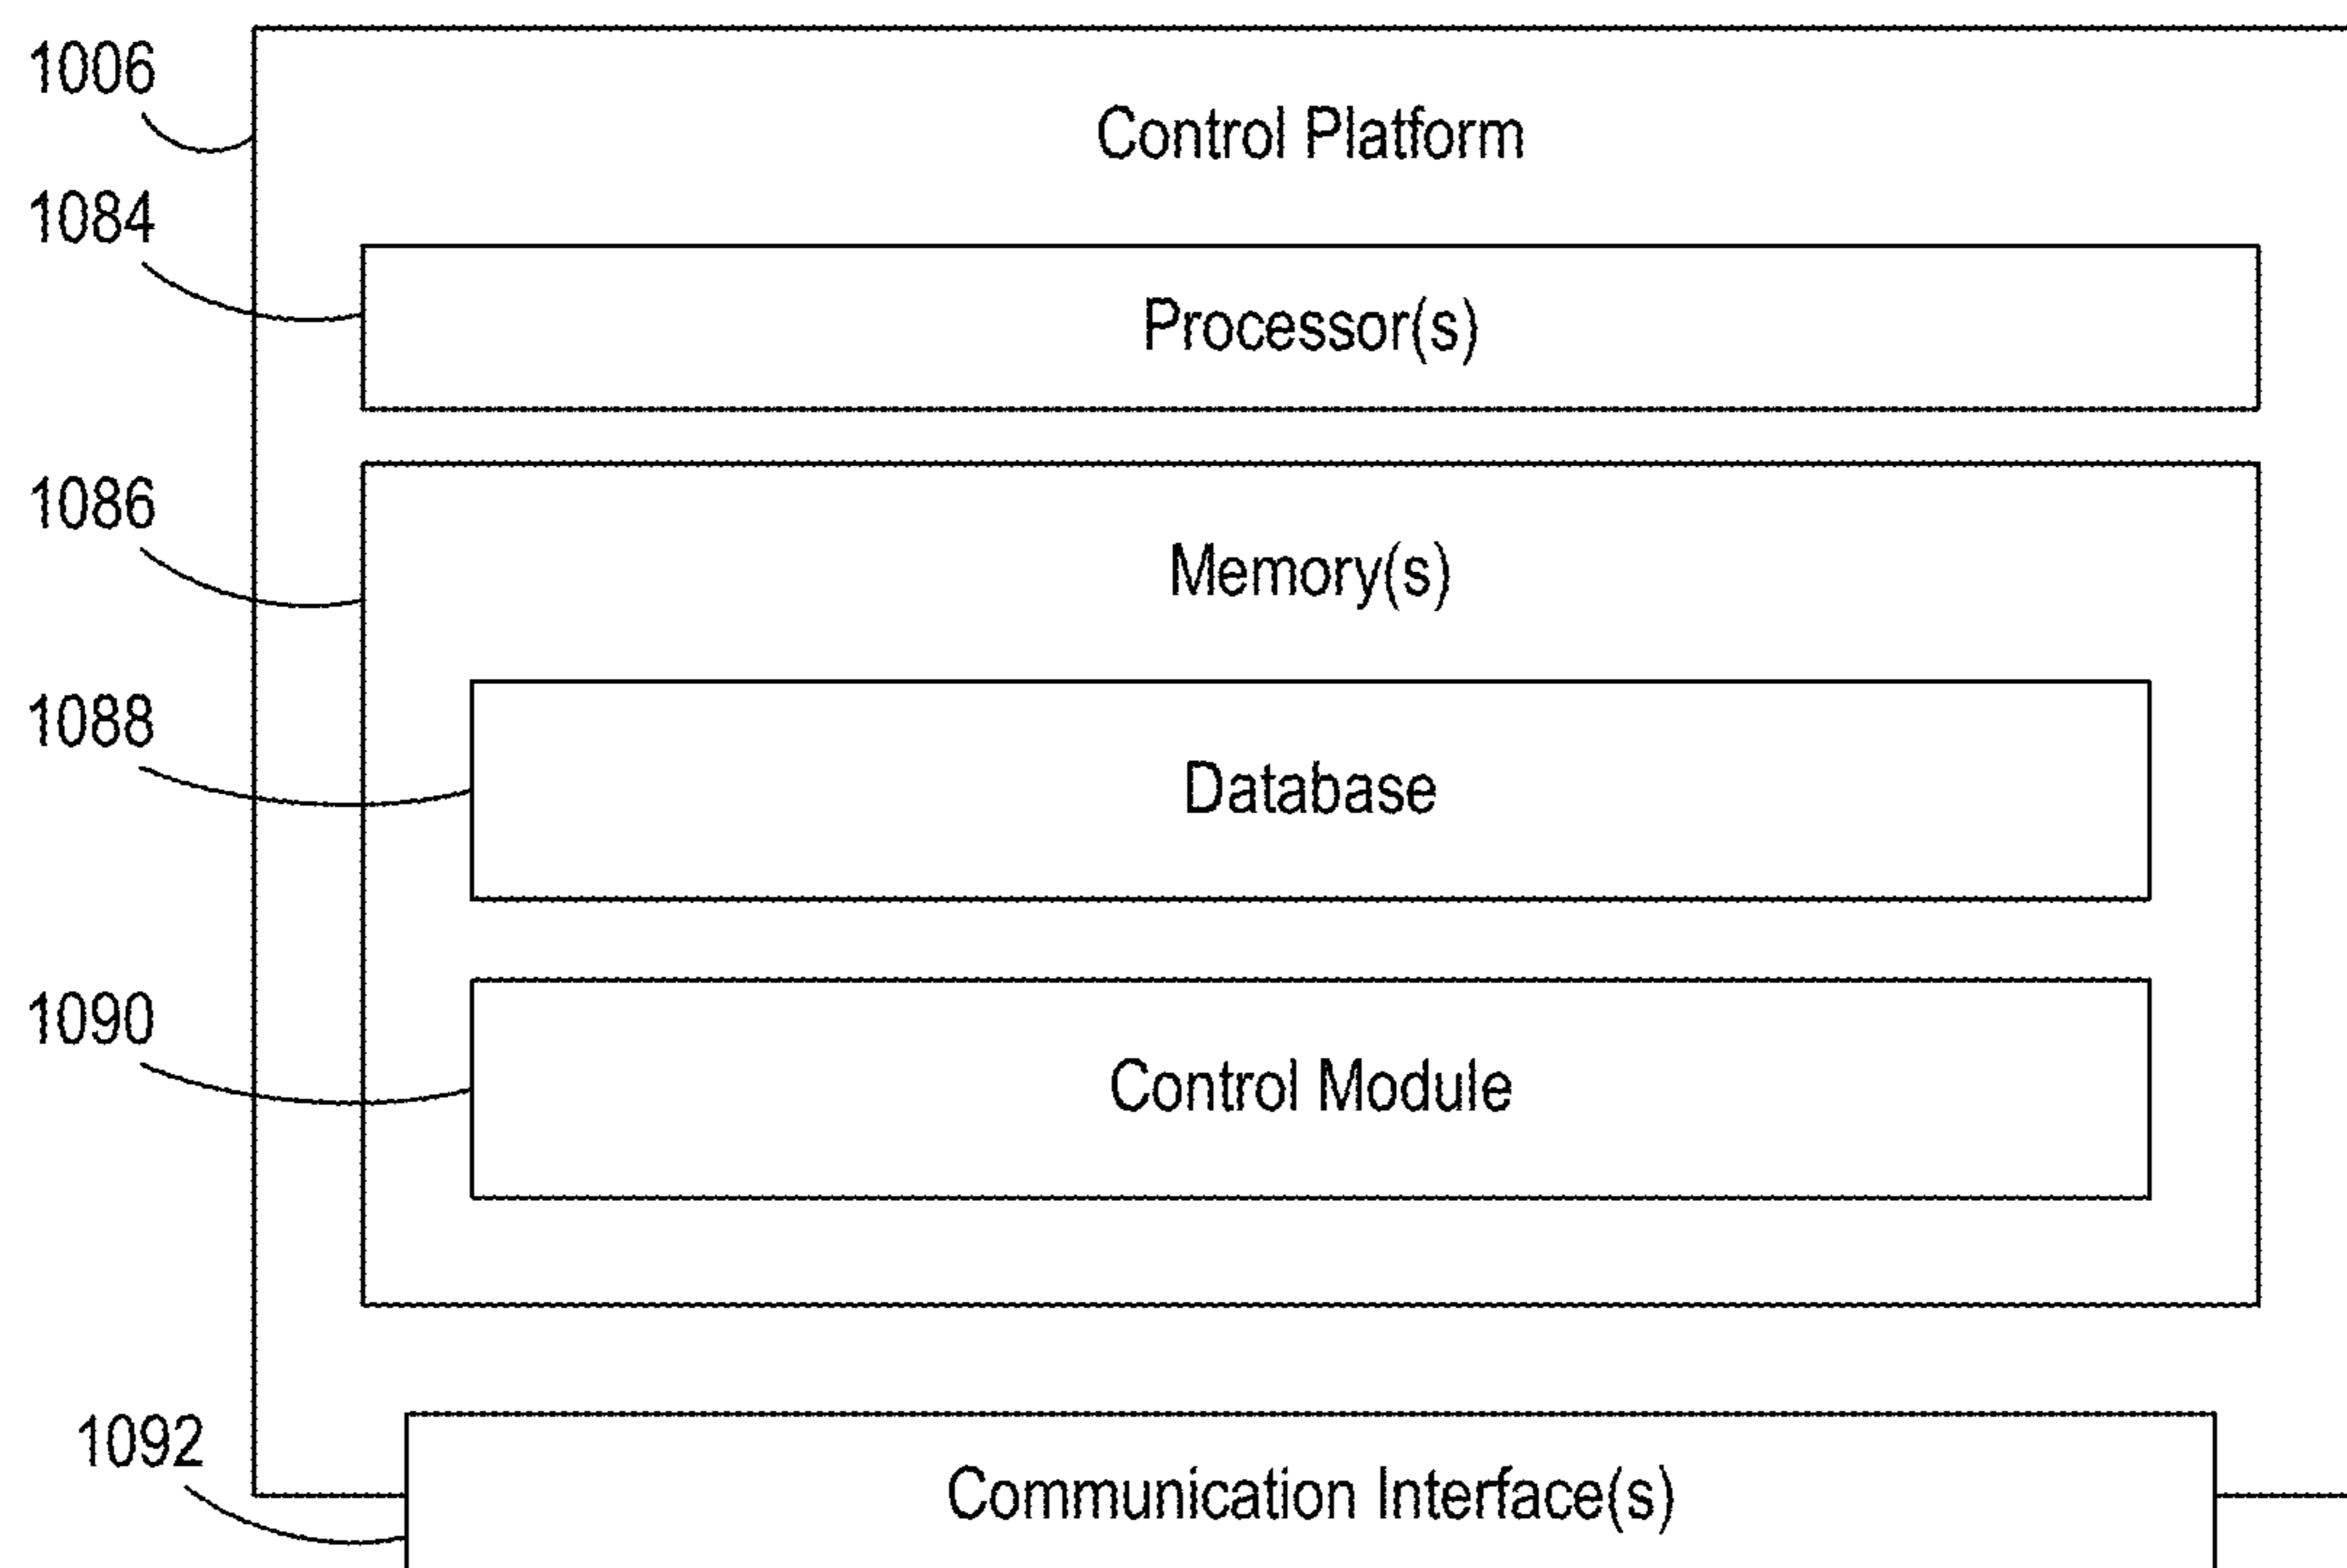 1006
Control Platform
1084
Processor(s)
1086
Memory(s)
1088
Database
1090
Control Module
1092
Communication Interface(s)